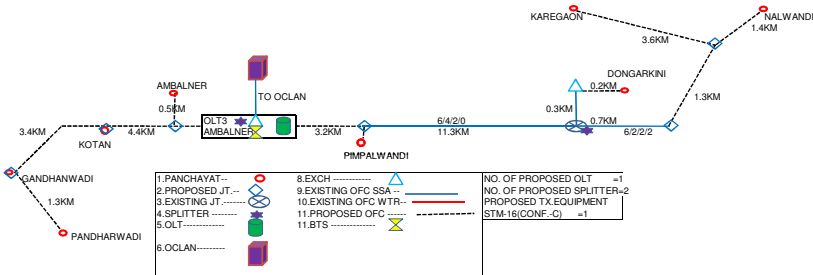 KAREGAON
NALWANDI
3.6KM
1.4KM
DONGARKINI
AMBALNER
TO OCLAN
0.2KM
1.3KM
0.5KM
0.3KM
3.4KM
4.4KM
OLT3
AMBALNER
3.2KM
6/4/2/0
11.3KM
0.7KM
6/2/2/2
KOTAN
PIMPALWANDI
GANDHANWADI
1.3KM
PANDHARWADI
1.PANCHAYAT--
2.PROPOSED JT.--
3.EXISTING JT.-------
4.SPLITTER --------
5.OLT-------------
6.OCLAN---------
8.EXCH -------------
9.EXISTING OFC SSA --
10.EXISTING OFC WTR--
11.PROPOSED OFC ------
11.BTS------------
NO. OF PROPOSED OLT =1
NO. OF PROPOSED SPLITTER=2
PROPOSED TX.EQUIPMENT
STM-16(CONF.-C) =1